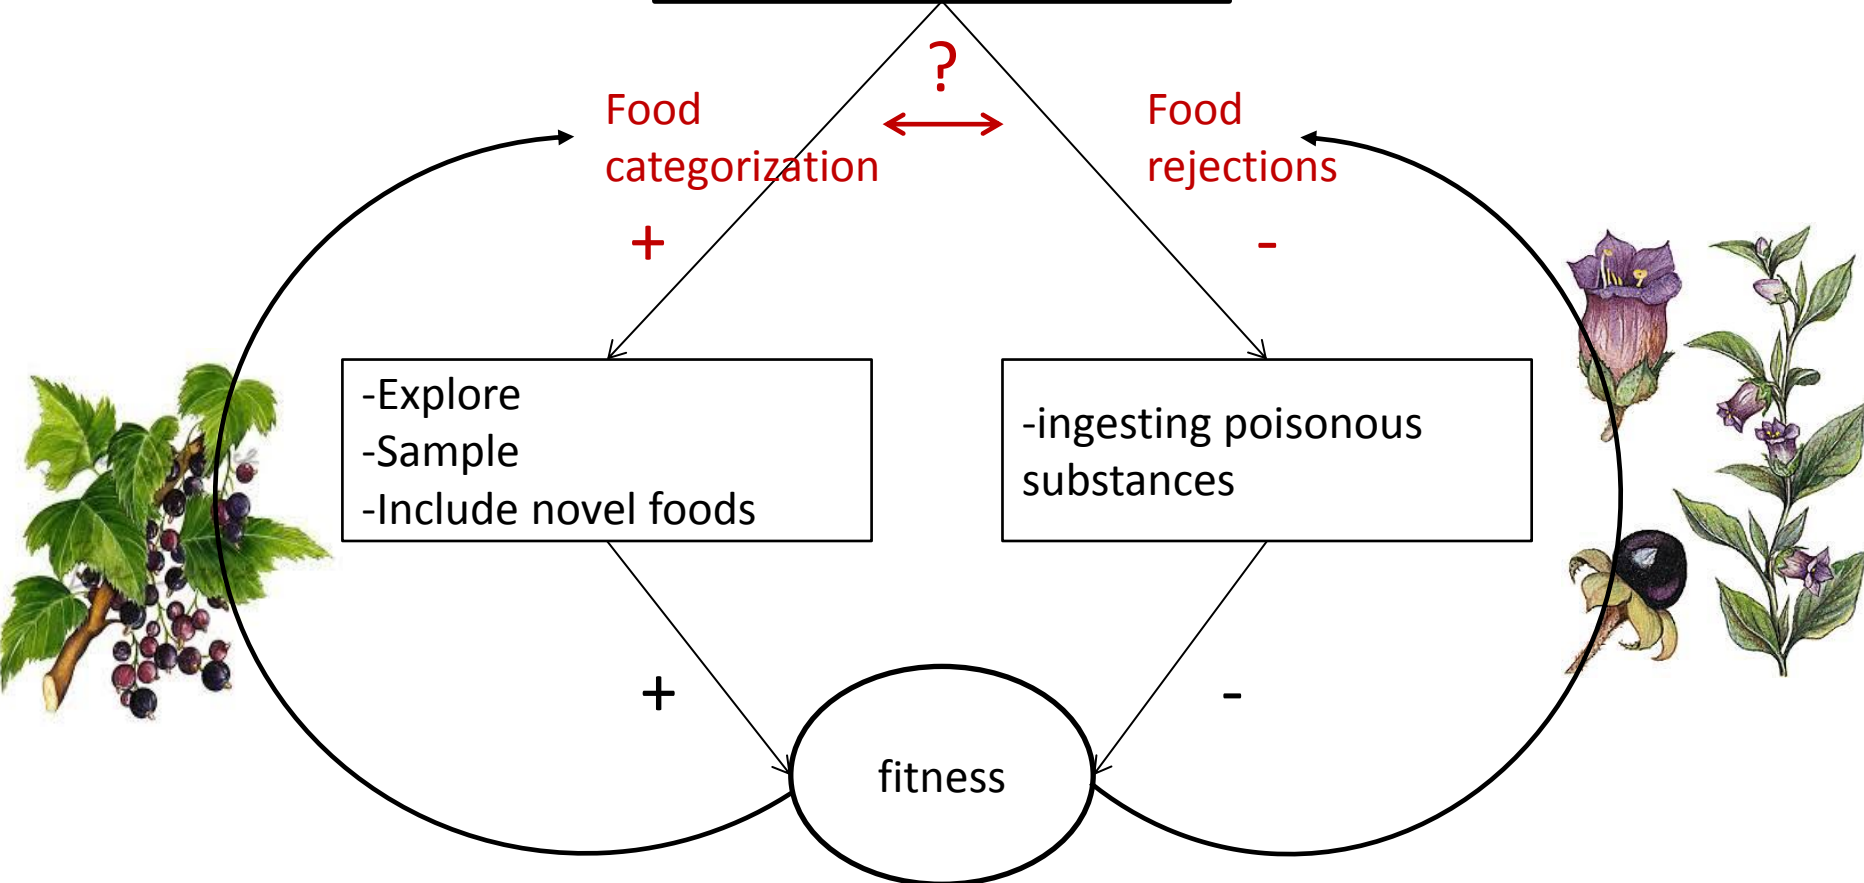 ?
Food
categorization
Food
rejections
+
-
-Explore
-Sample
-Include novel foods
-ingesting poisonous
substances
+
-
fitness